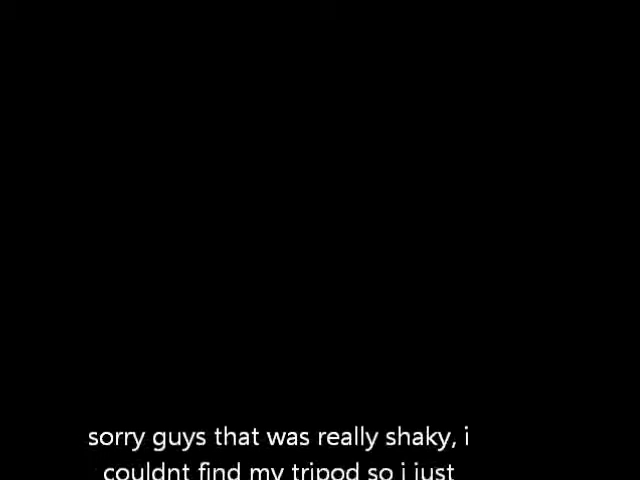 sorry guys that was really shaky, i
couldnt find my tripod so i just